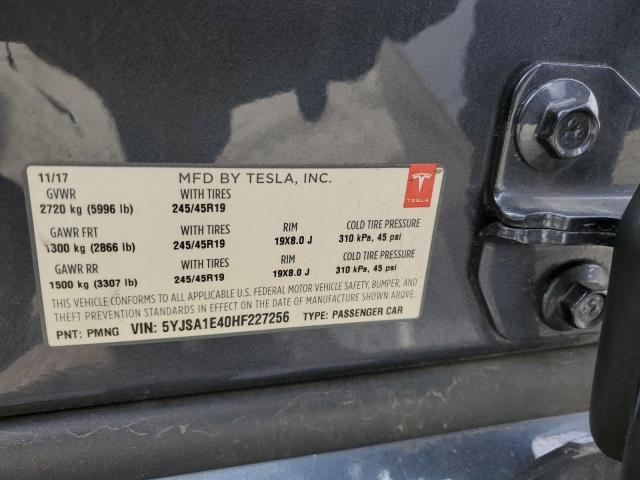 11/17 MFD BY TESLA, INC.
GVWR WITH TIRES
2720 kg (5996 lb) 245/45R19
TESLA
GAWR FRT WITH TIRES RIM COLD TIRE PRESSURE
1300 kg (2866 lb) 245/45R19 19X8.0 J 310 kPa, 45 psi
GAWR RR WITH TIRES RIM COLD TIRE PRESSURE
1500 kg (3307 lb) 245/45R19 19X8.0 J 310 kPa, 45 psi
THIS VEHICLE CONFORMS TO ALL APPLICABLE U.S. FEDERAL MOTOR VEHICLE SAFETY, BUMPER, AND
THEFT PREVENTION STANDARDS IN EFFECT ON THE DATE OF MANUFACTURE SHOWN ABOVE.
PNT: PMNG VIN: 5YJSA1E40HF227256 TYPE: PASSENGER CAR